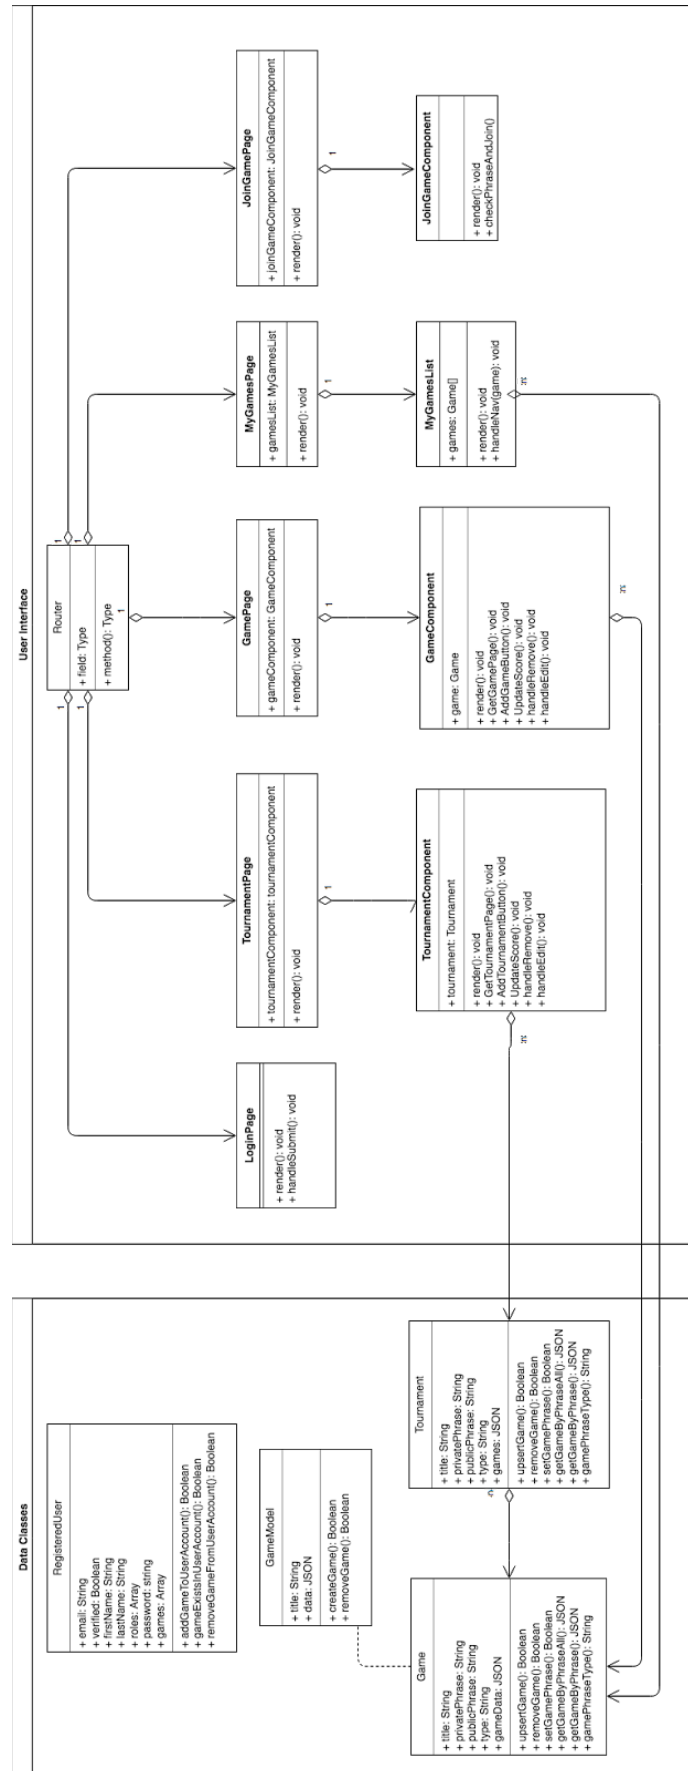 Data Classes
RegisteredUser
+ email: String
+ verified: Boolean
+ firstName: String
+ lastName: String
+ roles: Array
+ password: string
+ games: Array
+ addGameToUserAccount(): Boolean
+ gameExistsInUserAccount(): Boolean
+ removeGameFromUserAccount(): Boolean
GameModel
+ title: String
+ data: JSON
+ createGame(): Boolean
+ removeGame(): Boolean
Game
+ title: String
+ privatePhrase: String
+ publicPhrase: String
+ type: String
+ gameData: JSON
+ upsertGame(): Boolean
+ removeGame(): Boolean
+ setGamePhrase(): Boolean
+ getGameByPhraseAll(): JSON
+ getGameByPhrase(): JSON
+ gamePhraseType(): String
Tournament
+ title: String
+ privatePhrase: String
+ publicPhrase: String
+ type: String
+ games: JSON
+ upsertGame(): Boolean
+ removeGame(): Boolean
+ setGamePhrase(): Boolean
+ getGameByPhraseAll(): JSON
+ getGameByPhrase(): JSON
+ gamePhraseType(): String
User Interface
Router
+ field: Type
+ method(): Type
1
1
1
1
1
LoginPage
+ render(): void
+ handleSubmit(): void
TournamentPage
+ tournamentComponent: tournamentComponent
+ render(): void
1
GamePage
+ gameComponent: GameComponent
+ render(): void
1
MyGamesPage
+ gamesList: MyGamesList
+ render(): void
1
JoinGamePage
+ joinGameComponent: JoinGameComponent
+ render(): void
1
TournamentComponent
+ tournament: Tournament
+ render(): void
+ GetTournamentPage(): void
+ AddTournamentButton(): void
+ UpdateScore(): void
+ handleRemove(): void
+ handleEdit(): void
GameComponent
+ game: Game
+ render(): void
+ GetGamePage(): void
+ AddGameButton(): void
+ UpdateScore(): void
+ handleRemove(): void
+ handleEdit(): void
MyGamesList
+ games: Game[]
+ render(): void
+ handleNav(game): void
JoinGameComponent
+ render(): void
+ checkPhraseAndJoin()